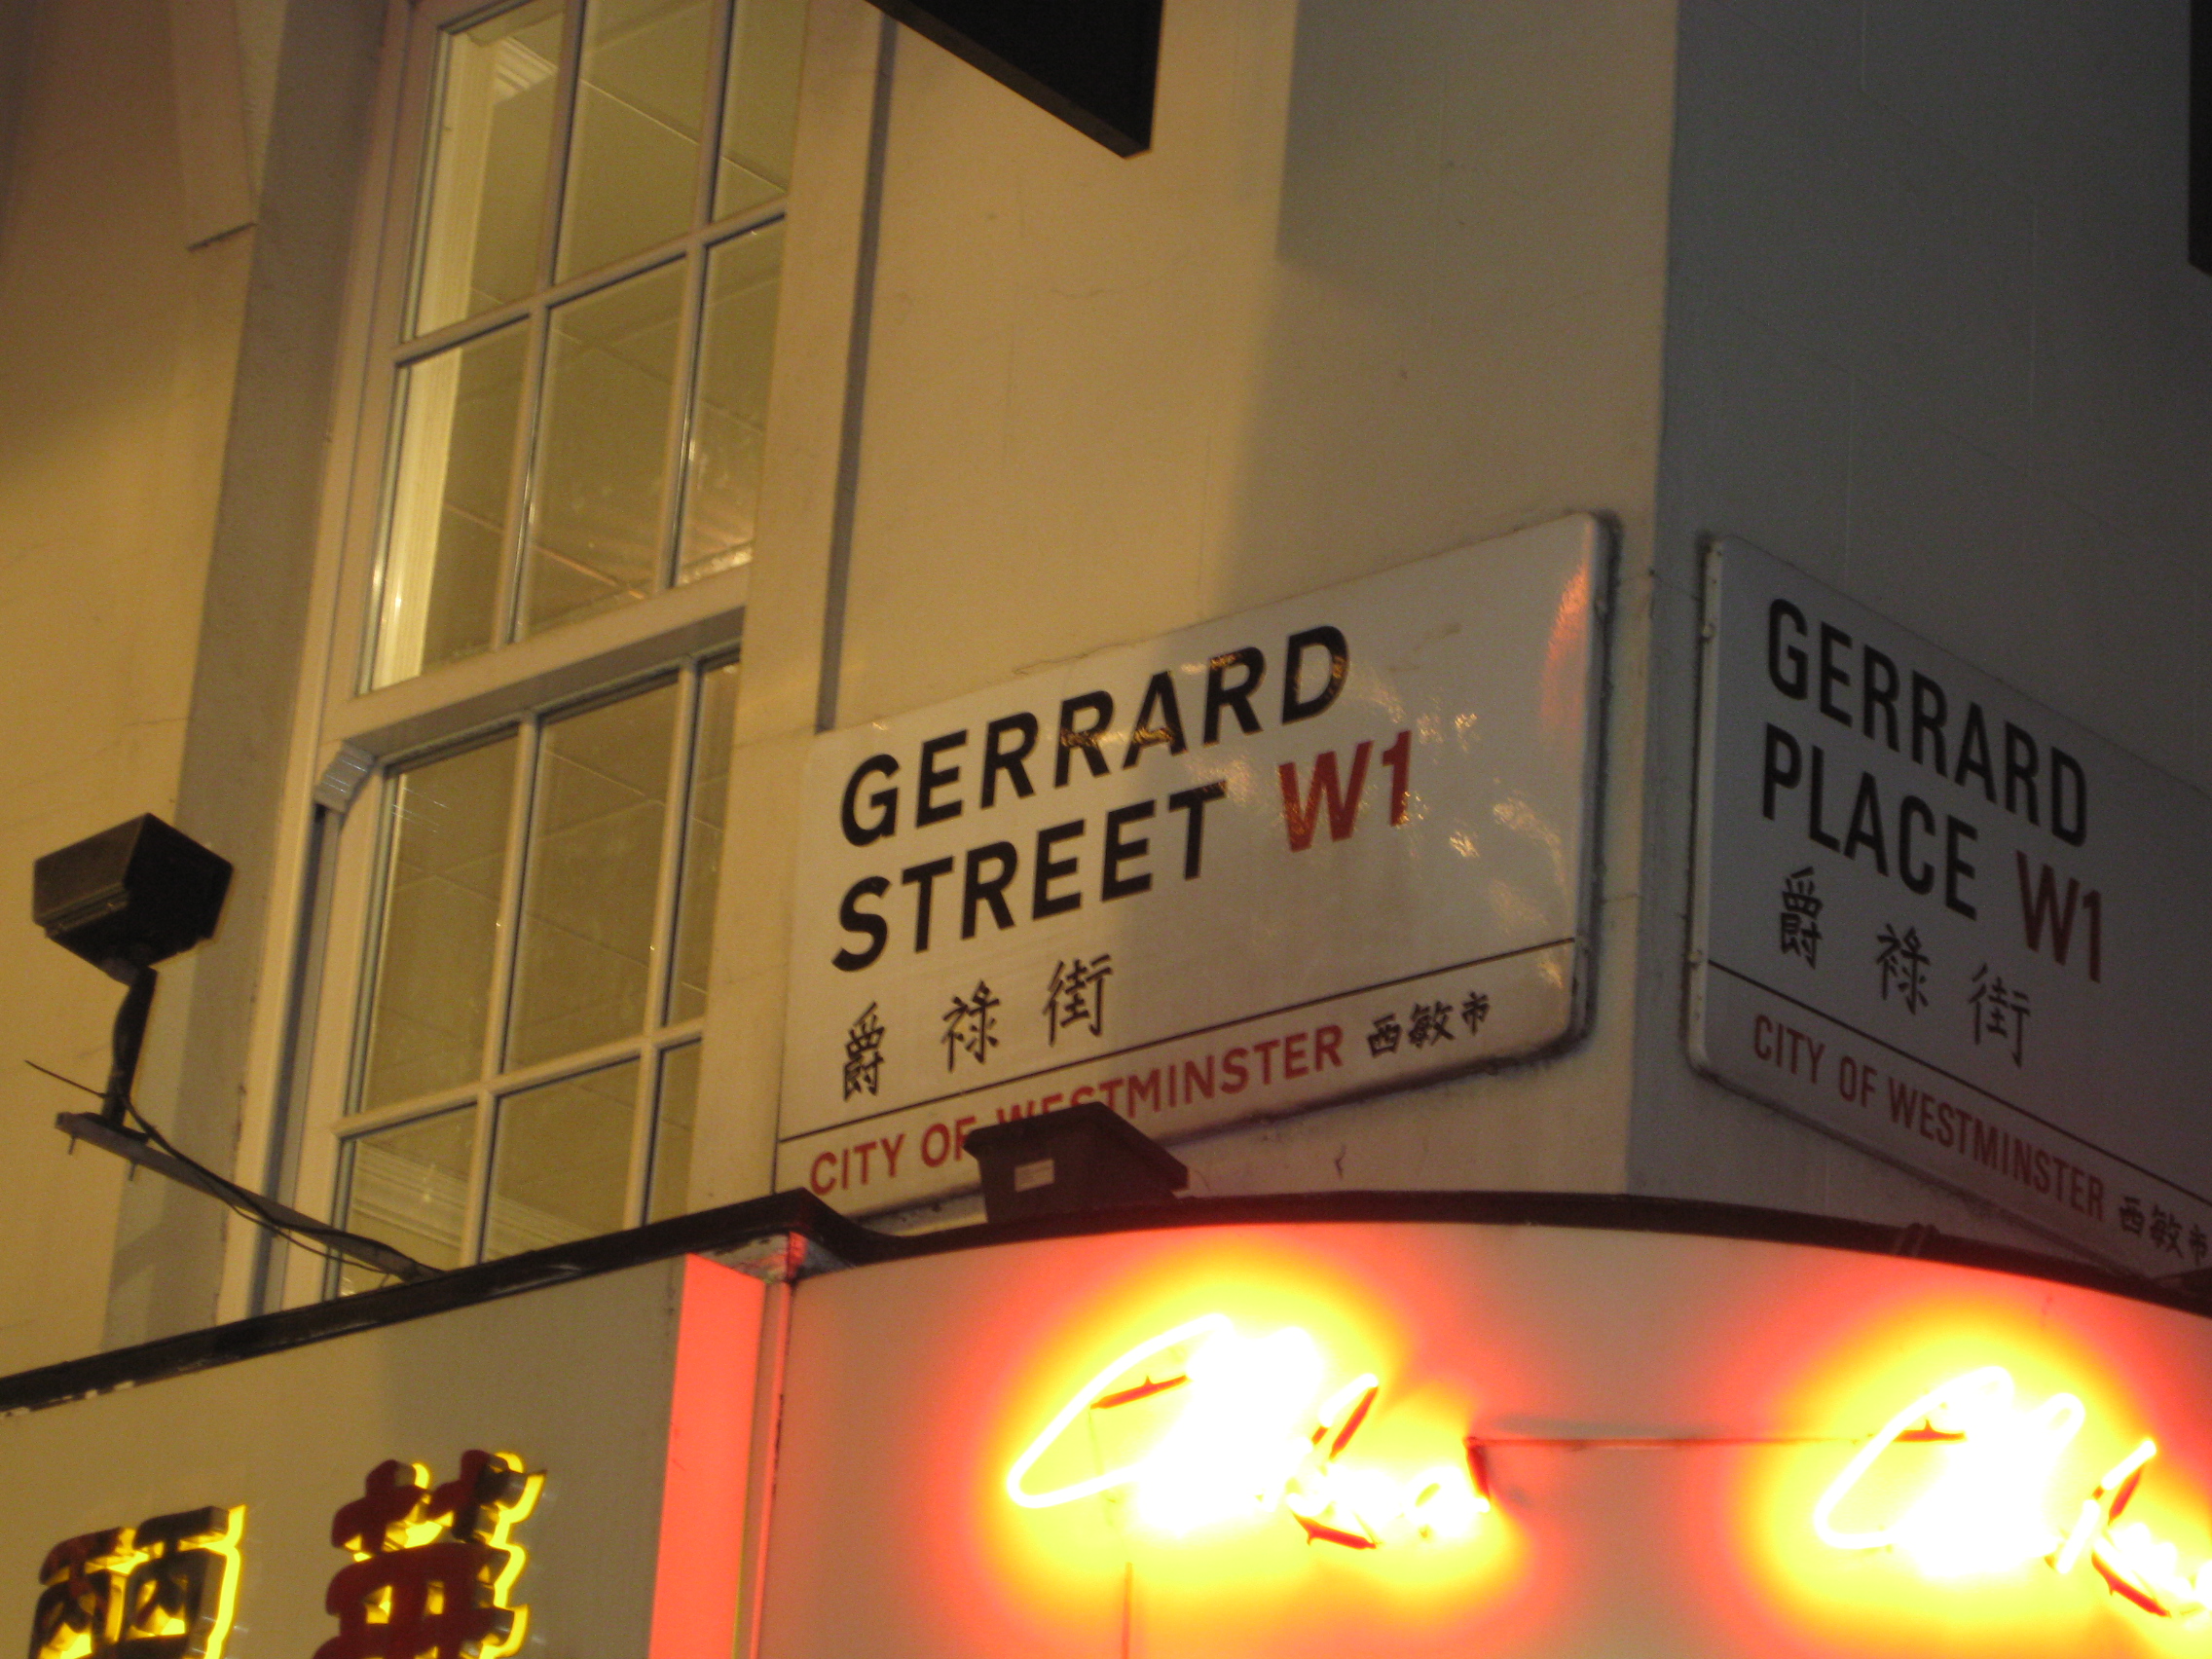 GERRARD
STREET W1
爵祿街
CITY OF WESTMINSTER 西敏市
GERRARD
PLACE W1
爵祿街
CITY OF WESTMINSTER 西敏市
華